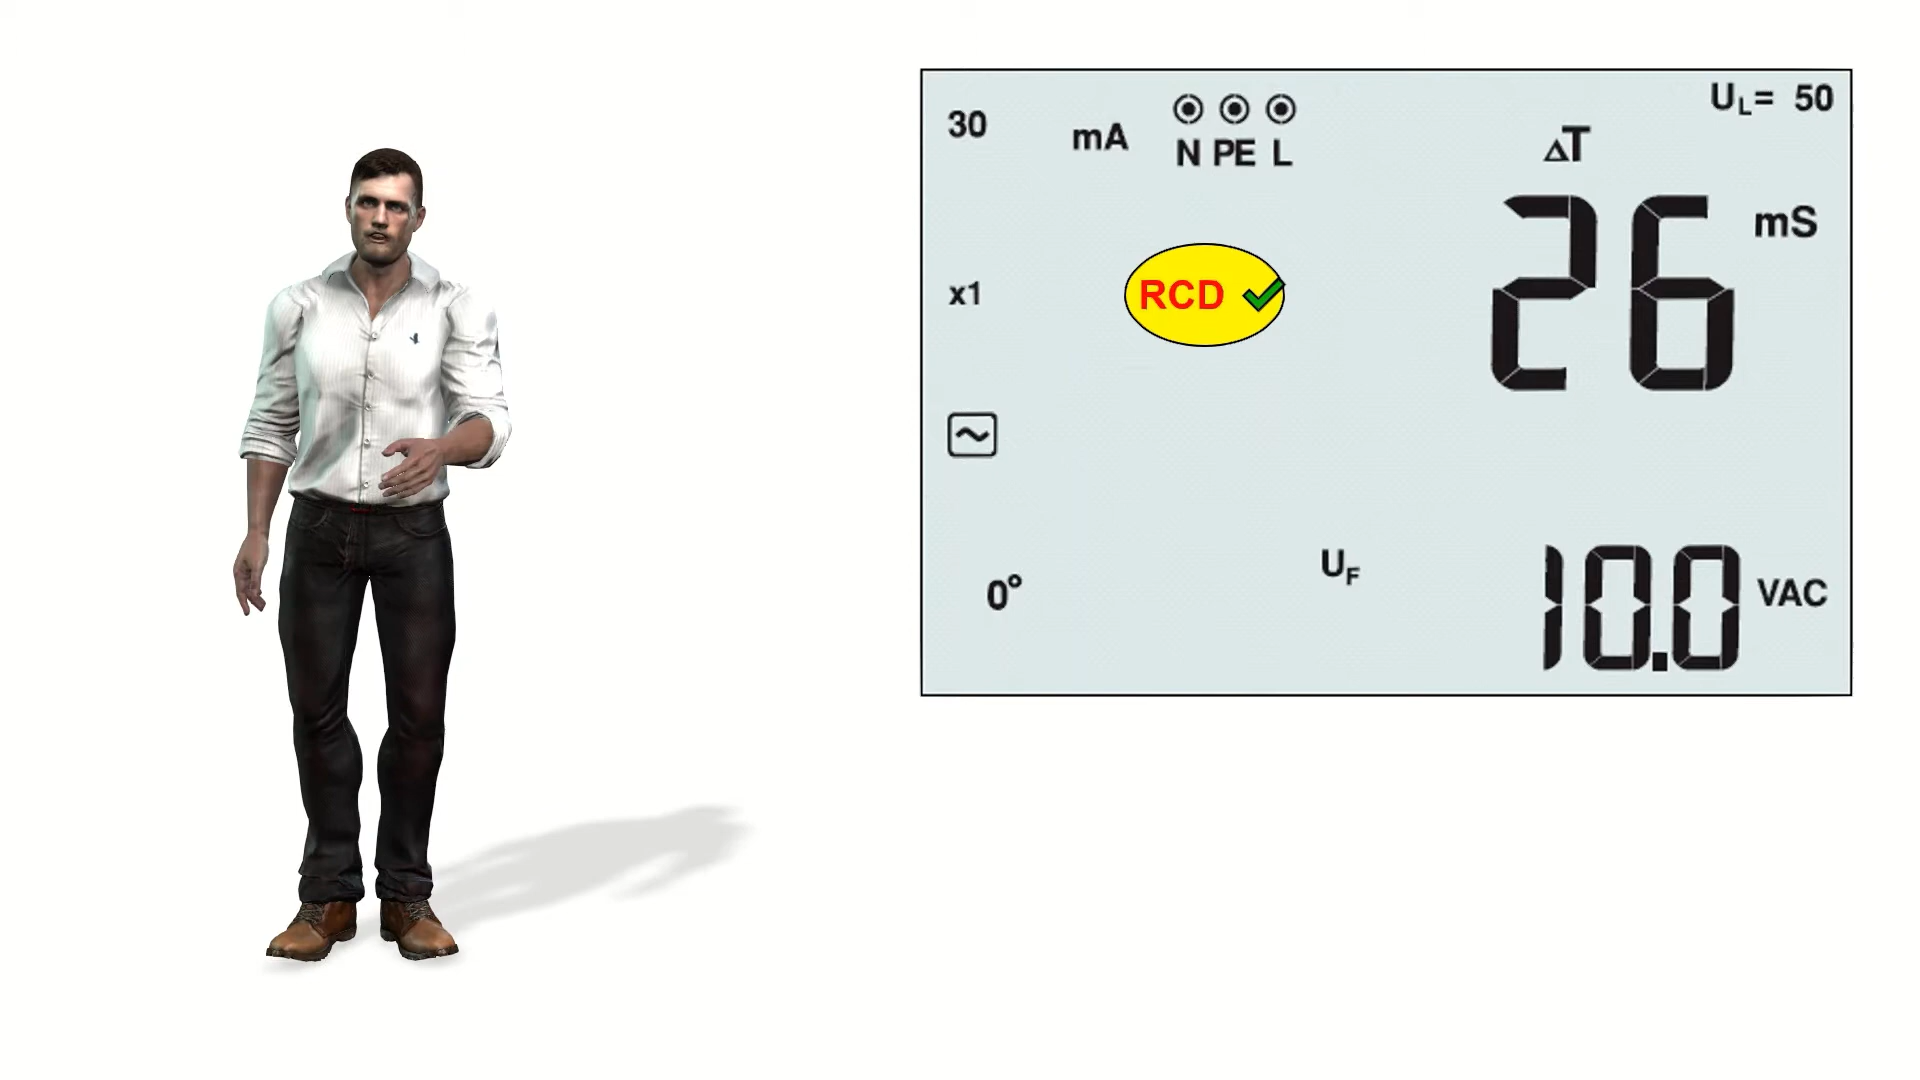 30 mA
N PE L
UL= 50
ΔT
26 mS
x1
RCD
0°
UF
10.0 VAC